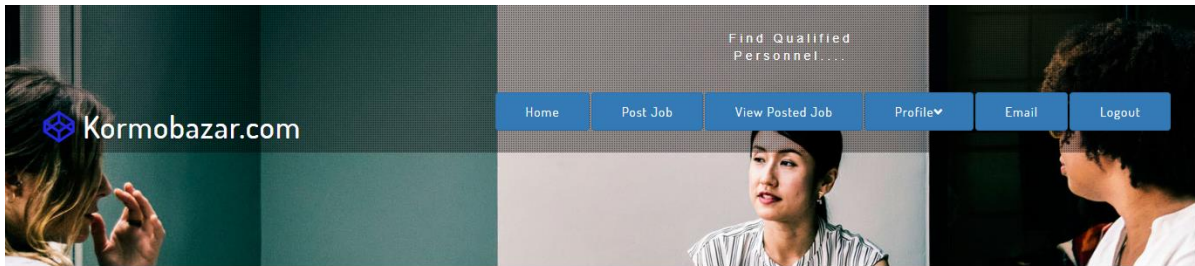 Find Qualified
Personnel....
Home Post Job View Posted Job Profile Email Logout
Kormobazar.com